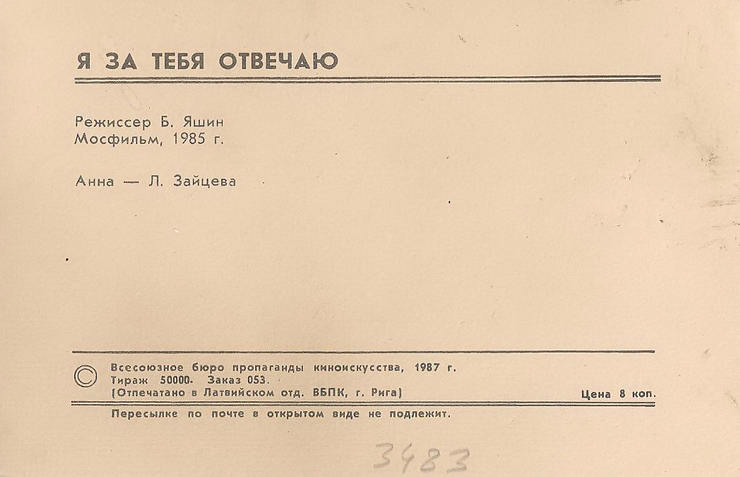 Я ЗА ТЕБЯ ОТВЕЧАЮ
Режиссер Б. Яшин
Мосфильм, 1985 г.
Анна — Л. Зайцева
© Всесоюзное бюро пропаганды киноискусства, 1987 г.
Тираж 50000. Заказ 053.
(Отпечатано в Латвийском отд. ВБПК, г. Рига)
Цена 8 коп.
Пересылке по почте в открытом виде не подлежит.
3483